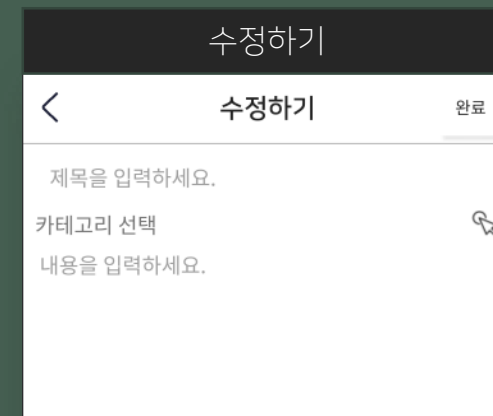 수정하기
수정하기 완료
제목을 입력하세요.
카테고리 선택
내용을 입력하세요.